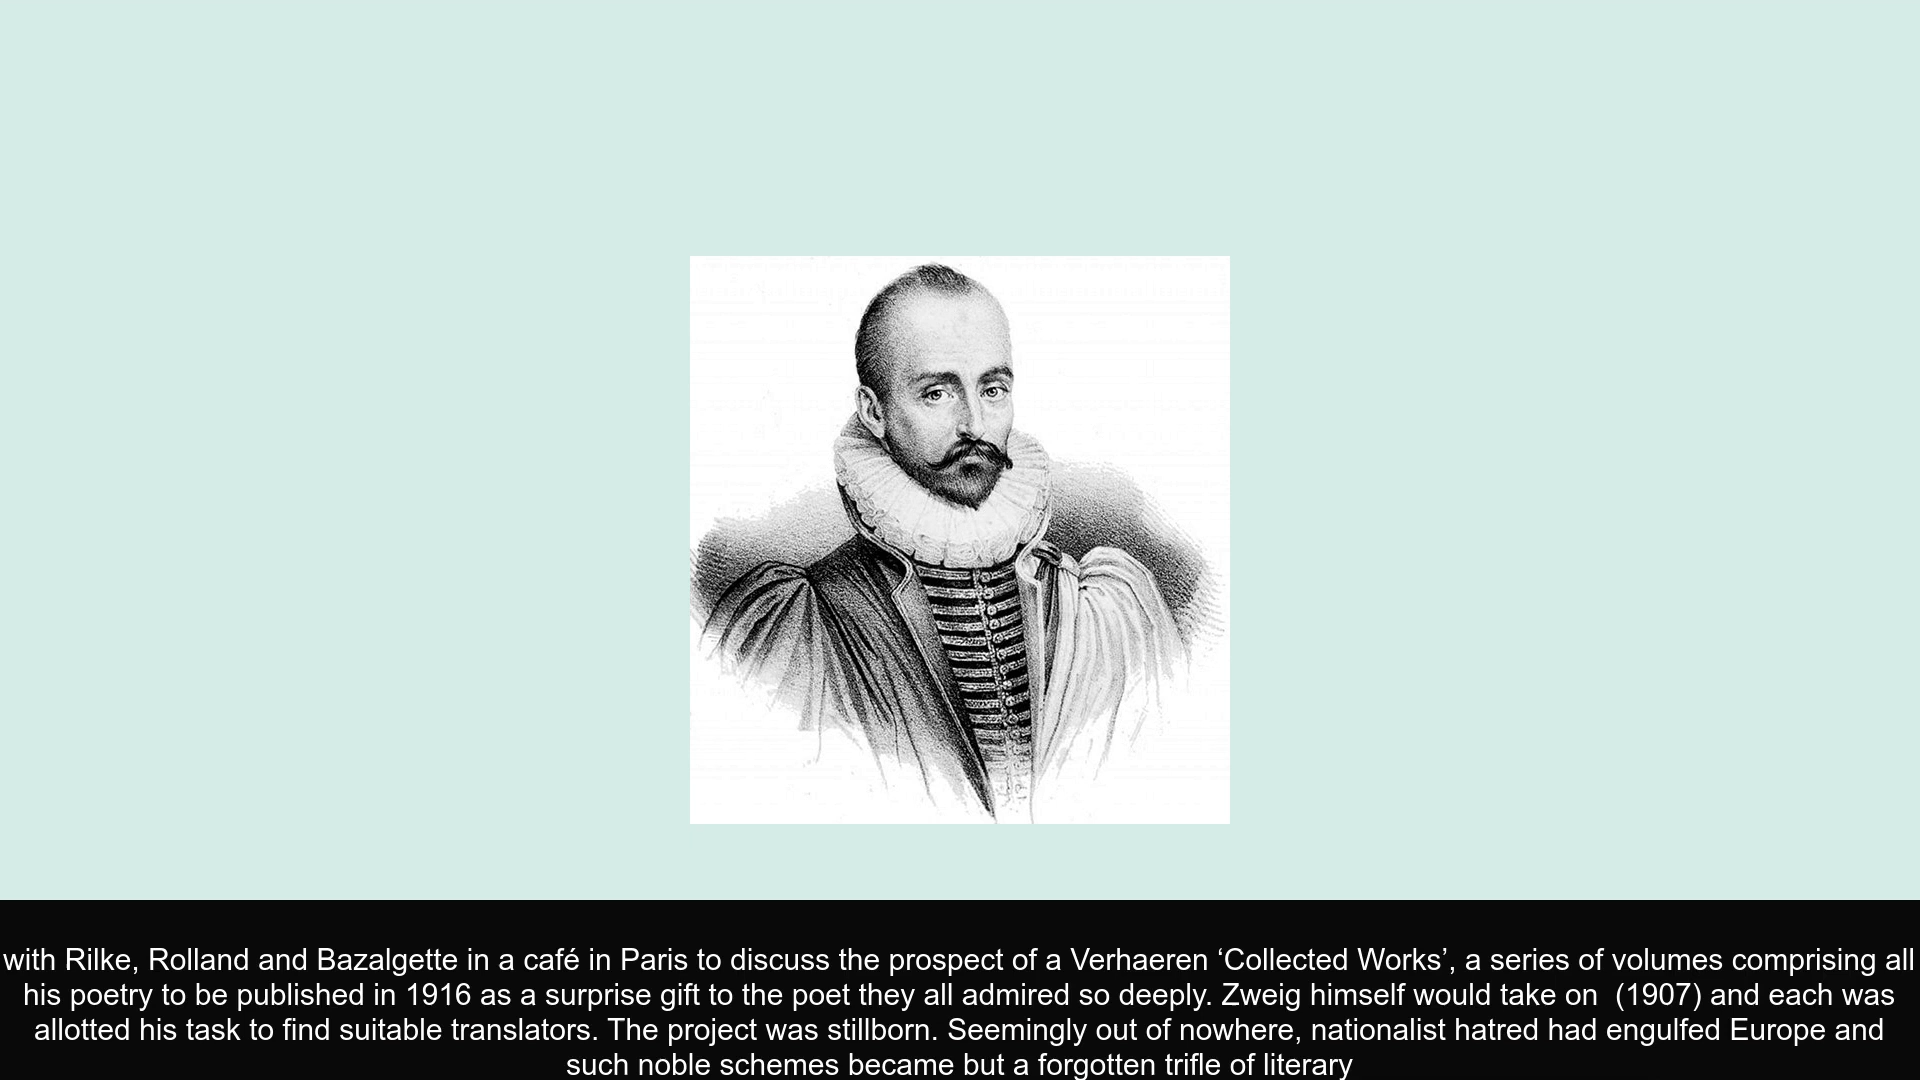 with Rilke, Rolland and Bazalgette in a café in Paris to discuss the prospect of a Verhaeren ‘Collected Works’, a series of volumes comprising all
his poetry to be published in 1916 as a surprise gift to the poet they all admired so deeply. Zweig himself would take on  (1907) and each was
allotted his task to find suitable translators. The project was stillborn. Seemingly out of nowhere, nationalist hatred had engulfed Europe and
such noble schemes became but a forgotten trifle of literary